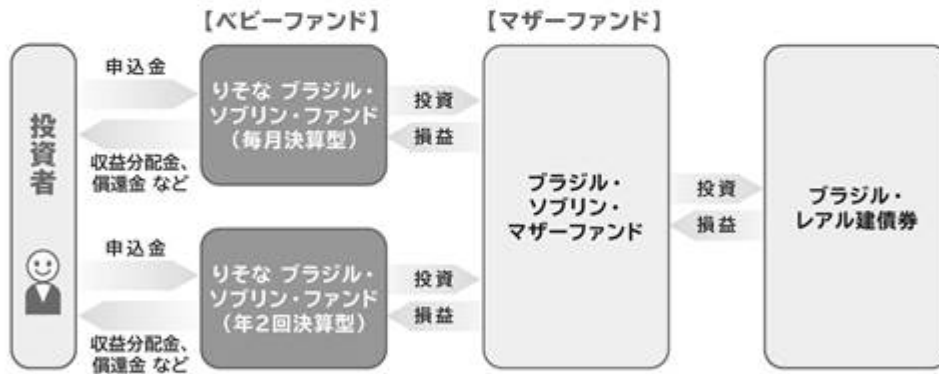 【ベビーファンド】
【マザーファンド】
投資者
申込金
収益分配金、
償還金 など
りそな ブラジル・
ソブリン・ファンド
（毎月決算型）
投資
損益
申込金
収益分配金、
償還金 など
りそな ブラジル・
ソブリン・ファンド
（年2回決算型）
投資
損益
ブラジル・
ソブリン・
マザーファンド
投資
損益
ブラジル・
レアル建債券